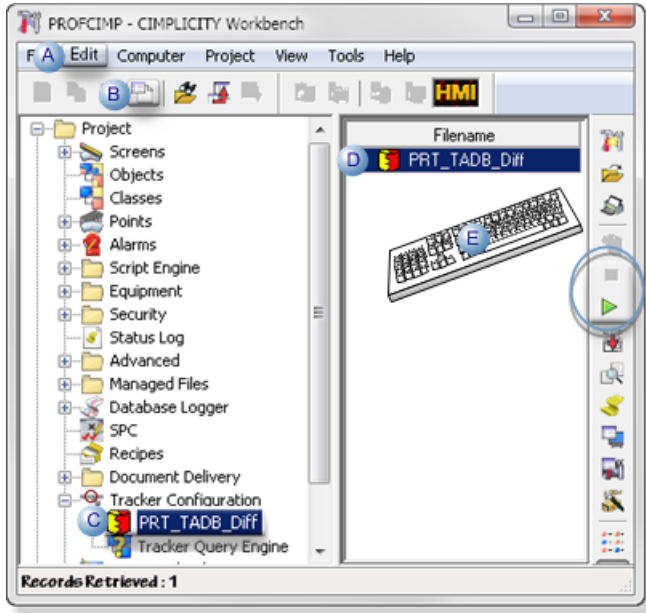 PROFCIMP - CIMPLICITY Workbench
F A Edit Computer Project View Tools Help
B HMI
Project
Screens
Objects
Classes
Points
Alarms
Script Engine
Equipment
Security
Status Log
Advanced
Managed Files
Database Logger
SPC
Recipes
Document Delivery
Tracker Configuration
C PRT_TADB_Diff
Tracker Query Engine
Filename
D PRT_TADB_Diff
E
Records Retrieved : 1